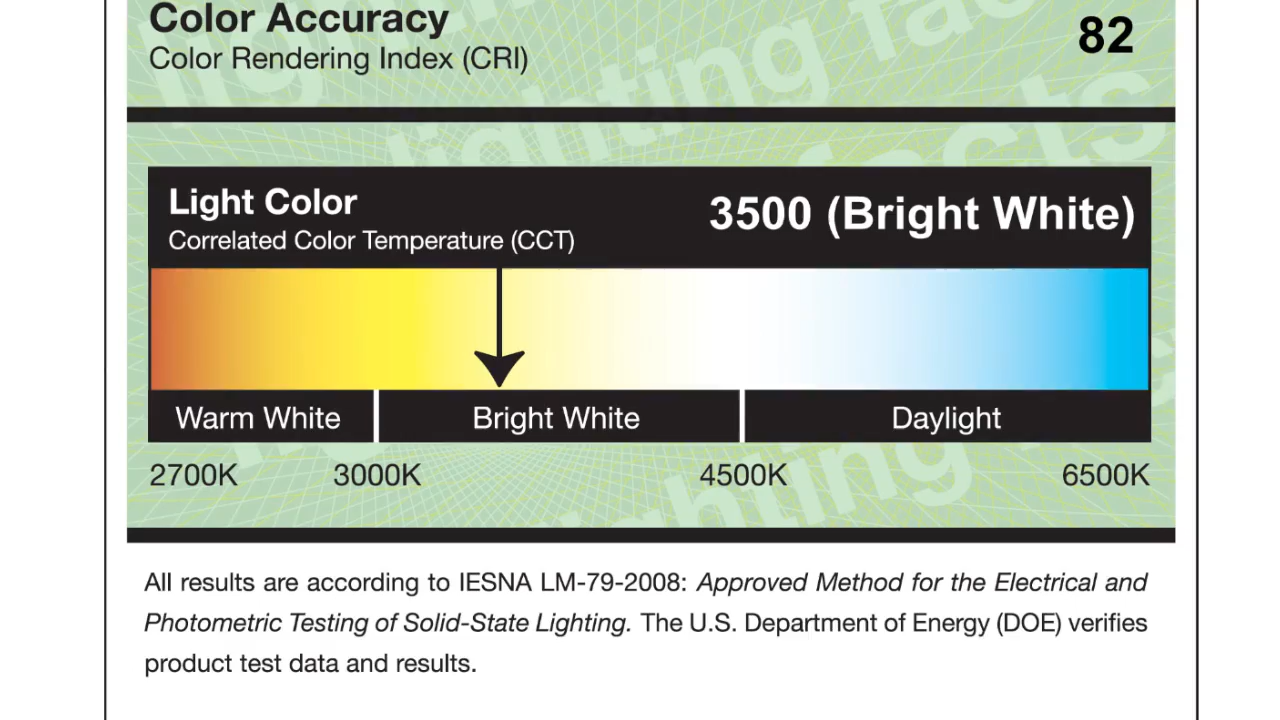 Color Accuracy
Color Rendering Index (CRI)
82
Light Color
Correlated Color Temperature (CCT)
3500 (Bright White)
Warm White
Bright White
Daylight
2700K
3000K
4500K
6500K
All results are according to IESNA LM-79-2008: Approved Method for the Electrical and
Photometric Testing of Solid-State Lighting. The U.S. Department of Energy (DOE) verifies
product test data and results.
lighting facts